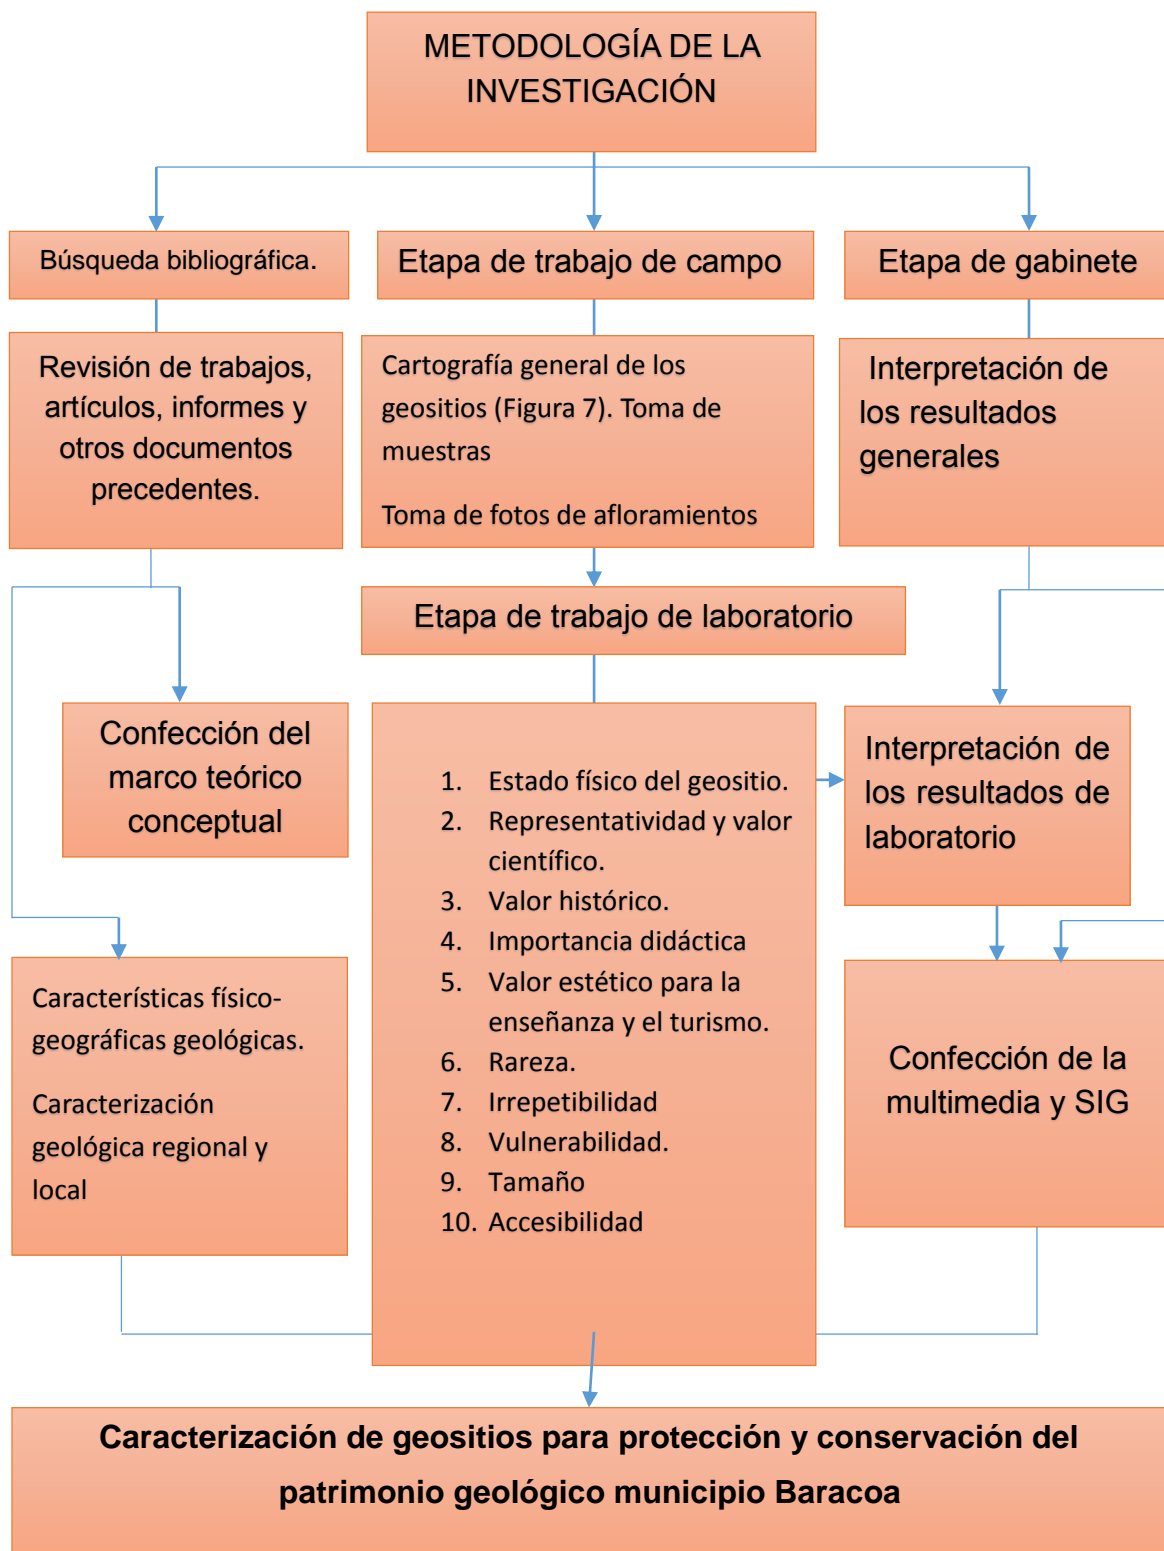 METODOLOGÍA DE LA
INVESTIGACIÓN
Búsqueda bibliográfica.
Etapa de trabajo de campo
Etapa de gabinete
Revisión de trabajos,
artículos, informes y
otros documentos
precedentes.
Cartografía general de los
geositios (Figura 7). Toma de
muestras
Toma de fotos de afloramientos
Interpretación de
los resultados
generales
Etapa de trabajo de laboratorio
Confección del
marco teórico
conceptual
1. Estado físico del geositio.
2. Representatividad y valor
científico.
3. Valor histórico.
4. Importancia didáctica
5. Valor estético para la
enseñanza y el turismo.
6. Rareza.
7. Irrepetibilidad
8. Vulnerabilidad.
9. Tamaño
10. Accesibilidad
Interpretación de
los resultados de
laboratorio
Características físico-
geográficas geológicas.
Caracterización
geológica regional y
local
Confección de la
multimedia y SIG
Caracterización de geositios para protección y conservación del
patrimonio geológico municipio Baracoa